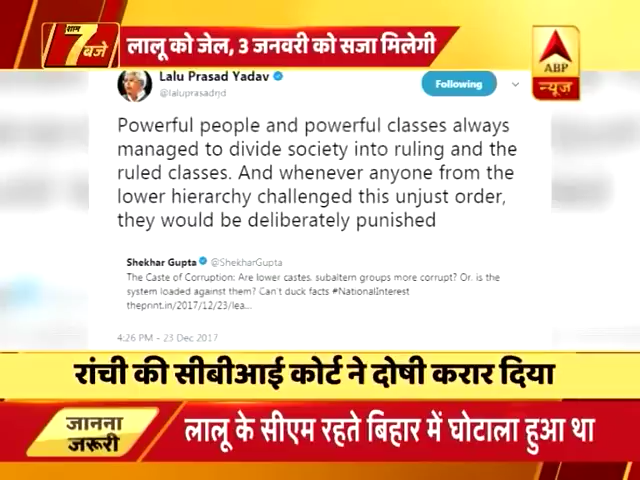 शाम
7 बजे
लालू को जेल, 3 जनवरी को सजा मिलेगी
abp
न्यूज़
Lalu Prasad Yadav
@laluprasadrjd
Following
Powerful people and powerful classes always
managed to divide society into ruling and the
ruled classes. And whenever anyone from the
lower hierarchy challenged this unjust order,
they would be deliberately punished
Shekhar Gupta @ShekharGupta
The Caste of Corruption: Are lower castes, subaltern groups more corrupt? Or, is the
system loaded against them? Can't duck facts #NationalInterest
theprint.in/2017/12/23/lea...
4:26 PM - 23 Dec 2017
रांची की सीबीआई कोर्ट ने दोषी करार दिया
जानना
जरूरी
लालू के सीएम रहते बिहार में घोटाला हुआ था